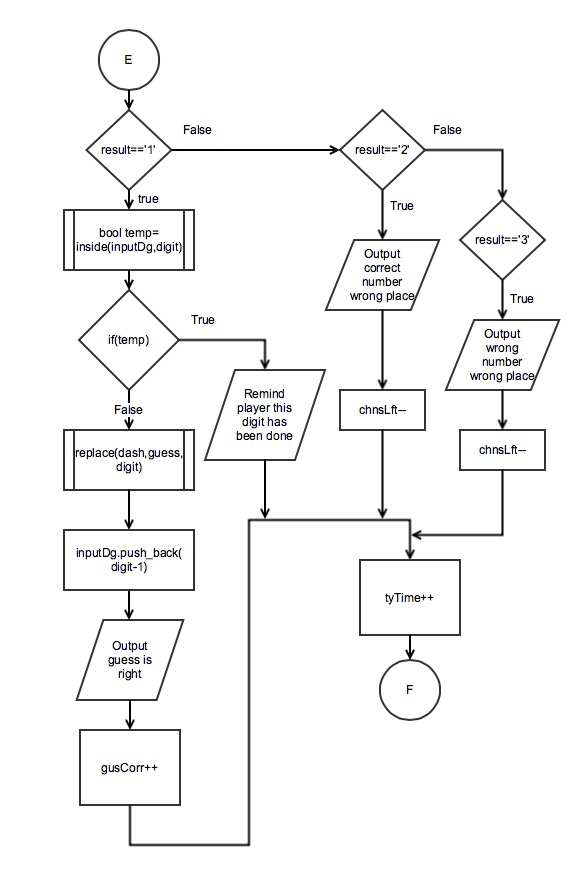 E
result=='1'
False
result=='2'
False
true
True
bool temp=
inside(inputDg,digit)
result=='3'
Output
correct
number
wrong place
True
if(temp)
True
Output
wrong
number
wrong place
Remind
player this
digit has
been done
chnsLft--
False
replace(dash,guess,
digit)
chnsLft--
inputDg.push_back(
digit-1)
tyTime++
Output
guess is
right
F
gusCorr++